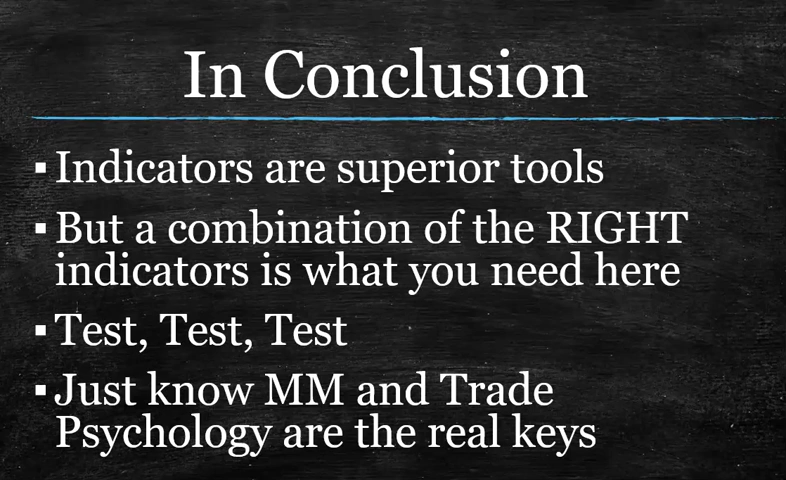 In Conclusion
▪ Indicators are superior tools
▪ But a combination of the RIGHT
indicators is what you need here
▪ Test, Test, Test
▪ Just know MM and Trade
Psychology are the real keys